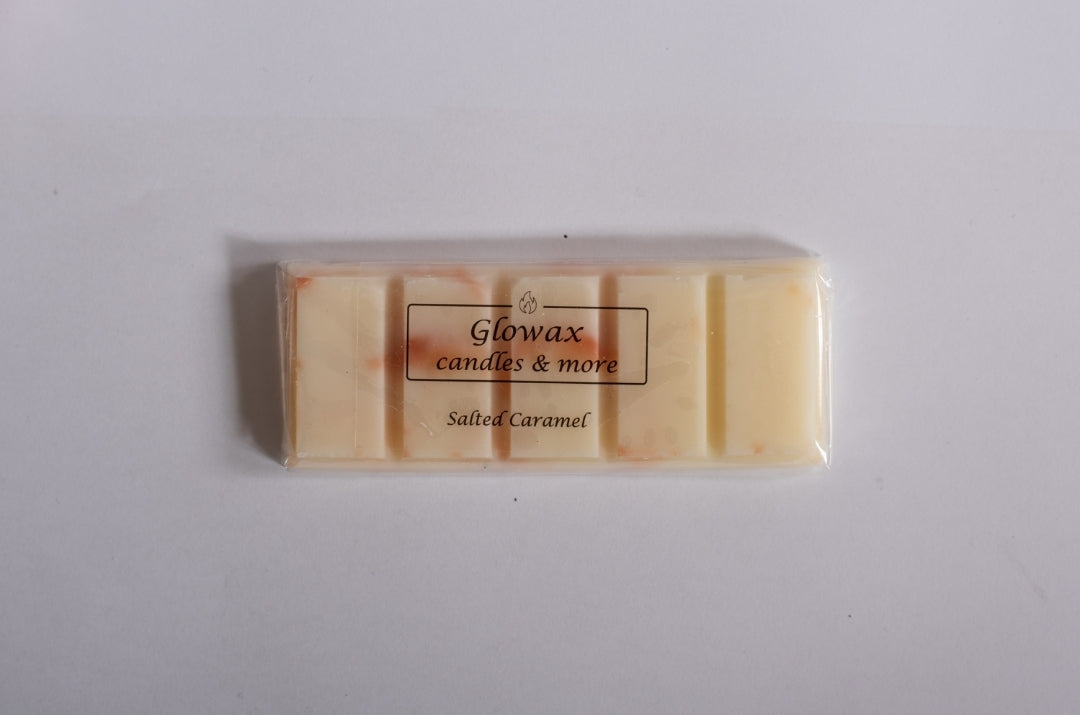 Glowax
candles & more
Salted Caramel